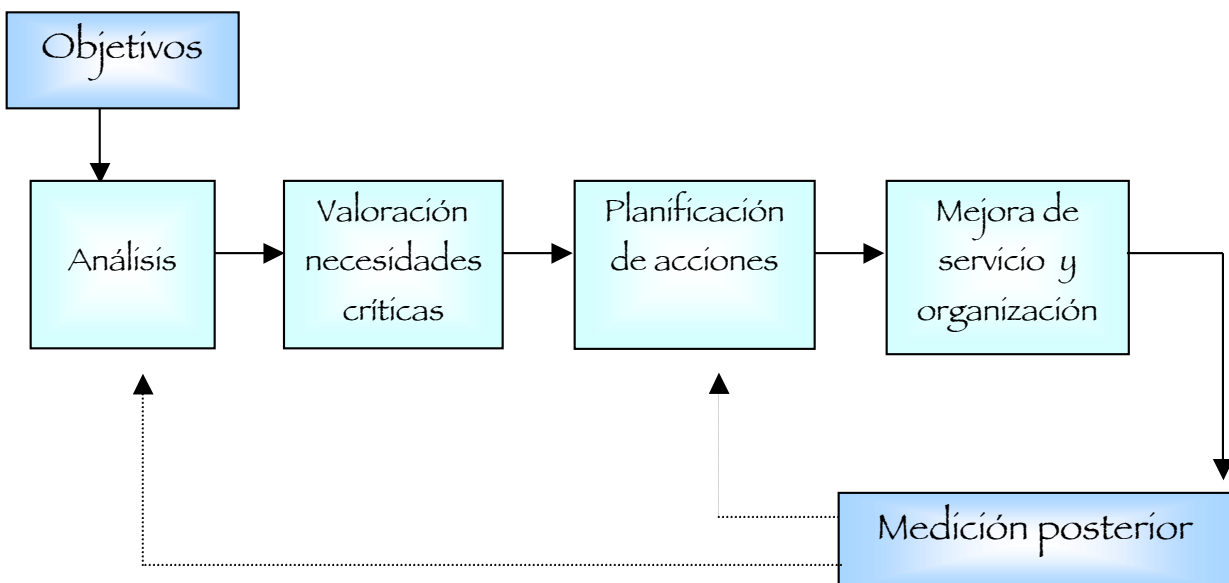 Objetivos
Análisis
Valoración
necesidades
críticas
Planificación
de acciones
Mejora de
servicio y
organización
Medición posterior